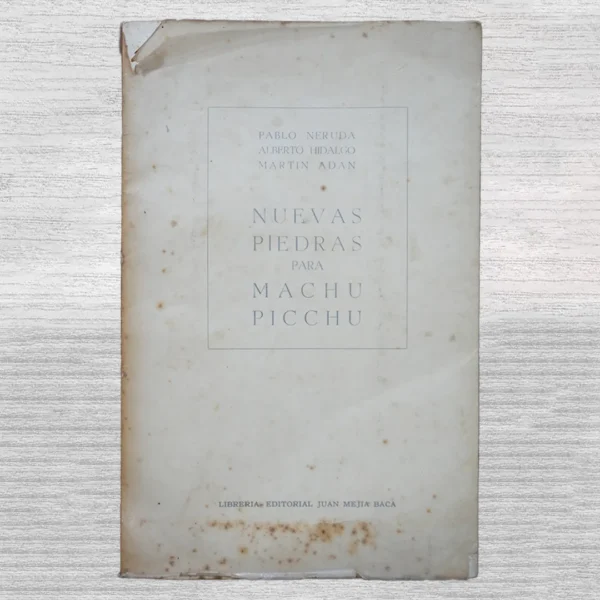 PABLO NERUDA
ALBERTO HIDALGO
MARTIN ADAN
NUEVAS
PIEDRAS
PARA
MACHU
PICCHU
LIBRERIA EDITORIAL JUAN MEJIA BACA